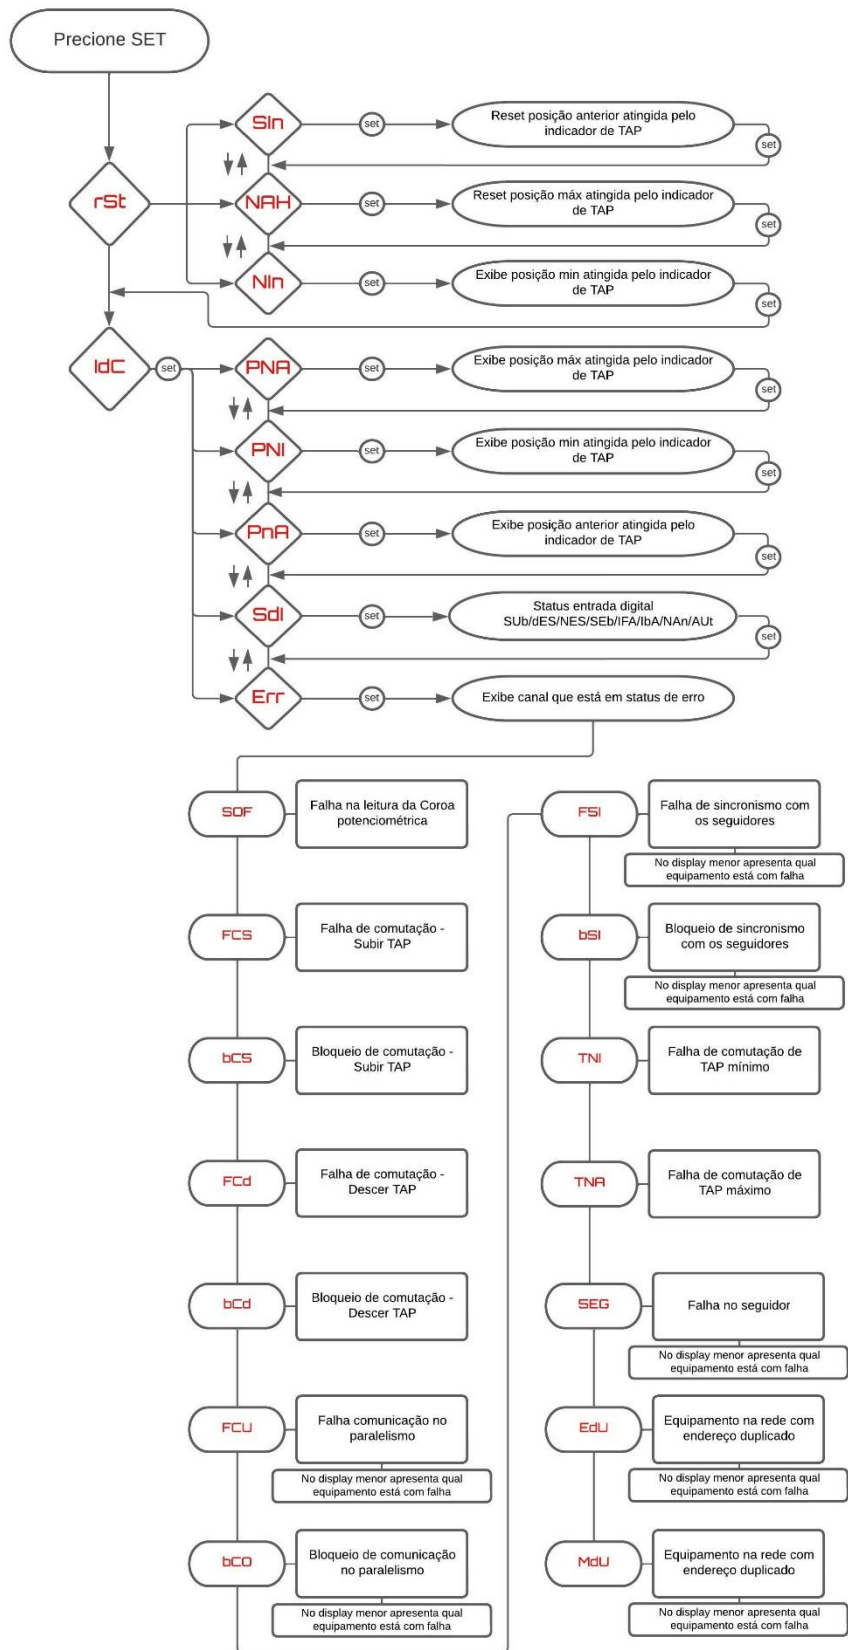 Precione SET
SIn
set
Reset posição anterior atingida pelo
indicador de TAP
set
rSt
NAH
set
Reset posição máx atingida pelo indicador
de TAP
set
NIn
set
Exibe posição min atingida pelo indicador
de TAP
set
IdC
set
PNA
set
Exibe posição máx atingida pelo indicador
de TAP
set
PNI
set
Exibe posição min atingida pelo indicador
de TAP
set
PnA
set
Exibe posição anterior atingida pelo
indicador de TAP
set
SdI
set
Status entrada digital
SUb/dES/NES/SEb/IFA/IbA/NAn/AUt
set
Err
set
Exibe canal que está em status de erro
SOF
Falha na leitura da Coroa
potenciométrica
FCS
Falha de comutação -
Subir TAP
bCS
Bloqueio de comutação -
Subir TAP
FCd
Falha de comutação -
Descer TAP
bCd
Bloqueio de comutação -
Descer TAP
FCU
Falha comunicação no
paralelismo
No display menor apresenta qual
equipamento está com falha
bCO
Bloqueio de comunicação
no paralelismo
No display menor apresenta qual
equipamento está com falha
FSI
Falha de sincronismo com
os seguidores
No display menor apresenta qual
equipamento está com falha
bSI
Bloqueio de sincronismo
com os seguidores
No display menor apresenta qual
equipamento está com falha
TNI
Falha de comutação de
TAP mínimo
TNA
Falha de comutação de
TAP máximo
SEG
Falha no seguidor
No display menor apresenta qual
equipamento está com falha
EdU
Equipamento na rede com
endereço duplicado
No display menor apresenta qual
equipamento está com falha
MdU
Equipamento na rede com
endereço duplicado
No display menor apresenta qual
equipamento está com falha